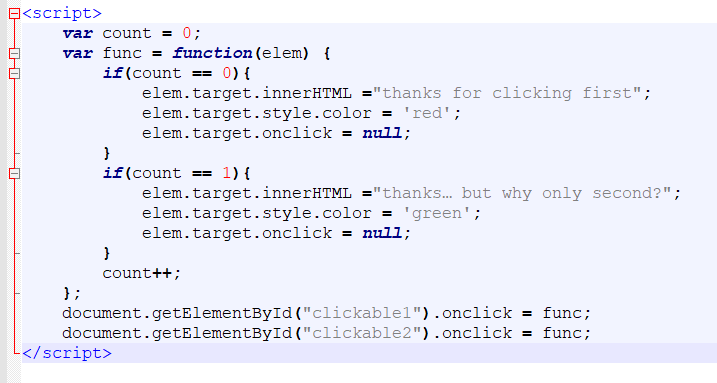 <script>
var count = 0;
var func = function(elem) {
if(count == 0){
elem.target.innerHTML ="thanks for clicking first";
elem.target.style.color = 'red';
elem.target.onclick = null;
}
if(count == 1){
elem.target.innerHTML ="thanks… but why only second?";
elem.target.style.color = 'green';
elem.target.onclick = null;
}
count++;
};
document.getElementById("clickable1").onclick = func;
document.getElementById("clickable2").onclick = func;
</script>